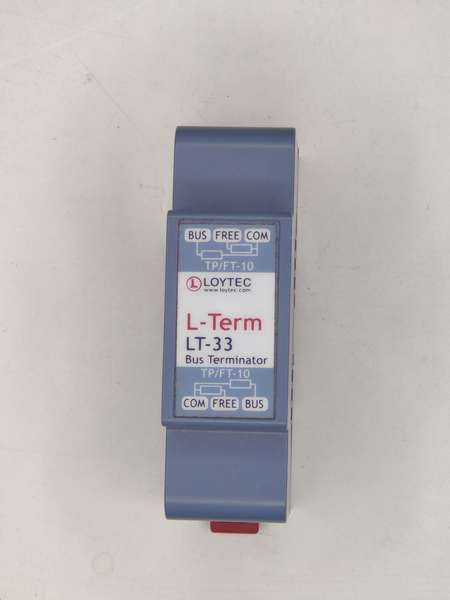 BUS FREE COM
TP/FT-10
L LOYTEC
www.loytec.com
L-Term
LT-33
Bus Terminator
TP/FT-10
COM FREE BUS